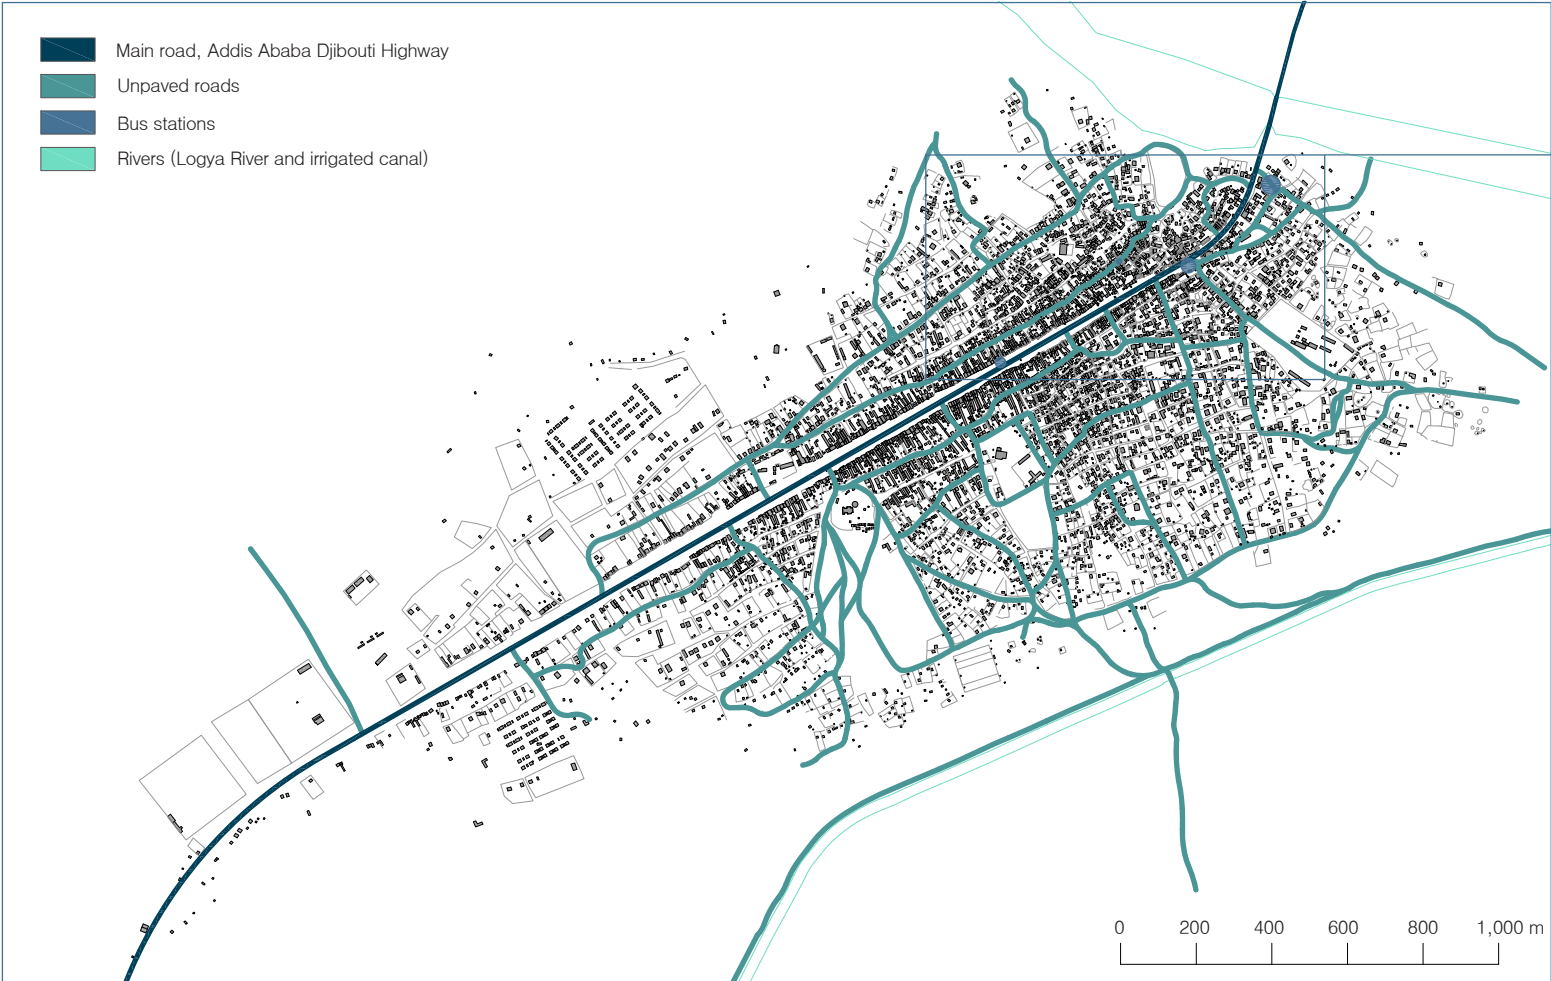 Main road, Addis Ababa Djibouti Highway
Unpaved roads
Bus stations
Rivers (Logya River and irrigated canal)
0 200 400 600 800 1,000 m